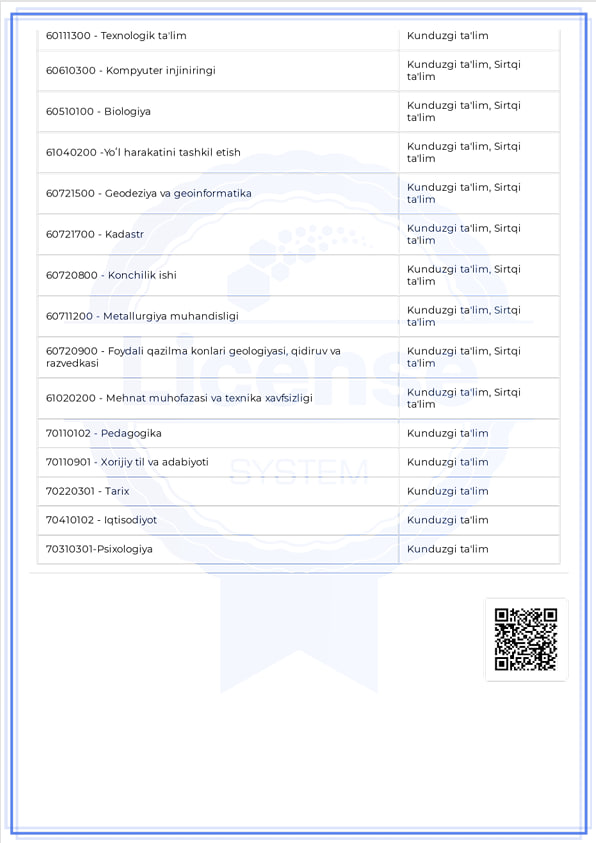 60111300 - Texnologik ta'lim
Kunduzgi ta'lim
60610300 - Kompyuter injiniringi
Kunduzgi ta'lim, Sirtqi
ta'lim
60510100 - Biologiya
Kunduzgi ta'lim, Sirtqi
ta'lim
61040200 -Yo'l harakatini tashkil etish
Kunduzgi ta'lim, Sirtqi
ta'lim
60721500 - Geodeziya va geoinformatika
Kunduzgi ta'lim, Sirtqi
ta'lim
60721700 - Kadastr
Kunduzgi ta'lim, Sirtqi
ta'lim
60720800 - Konchilik ishi
Kunduzgi ta'lim, Sirtqi
ta'lim
60711200 - Metallurgiya muhandisligi
Kunduzgi ta'lim, Sirtqi
ta'lim
60720900 - Foydali qazilma konlari geologiyasi, qidiruv va
razvedkasi
Kunduzgi ta'lim, Sirtqi
ta'lim
61020200 - Mehnat muhofazasi va texnika xavfsizligi
Kunduzgi ta'lim, Sirtqi
ta'lim
70110102 - Pedagogika
Kunduzgi ta'lim
70110901 - Xorijiy til va adabiyoti
Kunduzgi ta'lim
70220301 - Tarix
Kunduzgi ta'lim
70410102 - Iqtisodiyot
Kunduzgi ta'lim
70310301-Psixologiya
Kunduzgi ta'lim
License
SYSTEM